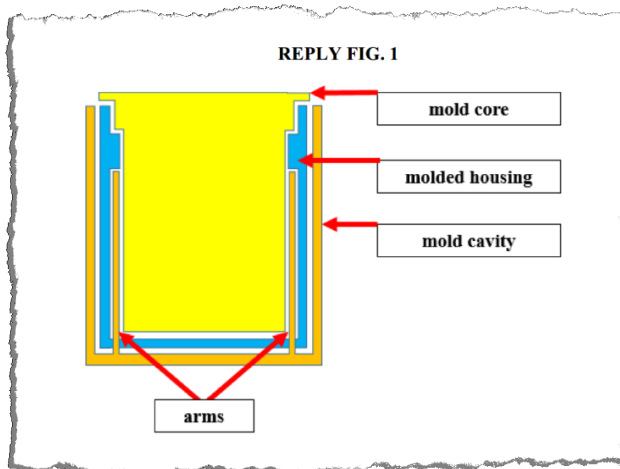 REPLY FIG. 1
mold core
molded housing
mold cavity
arms